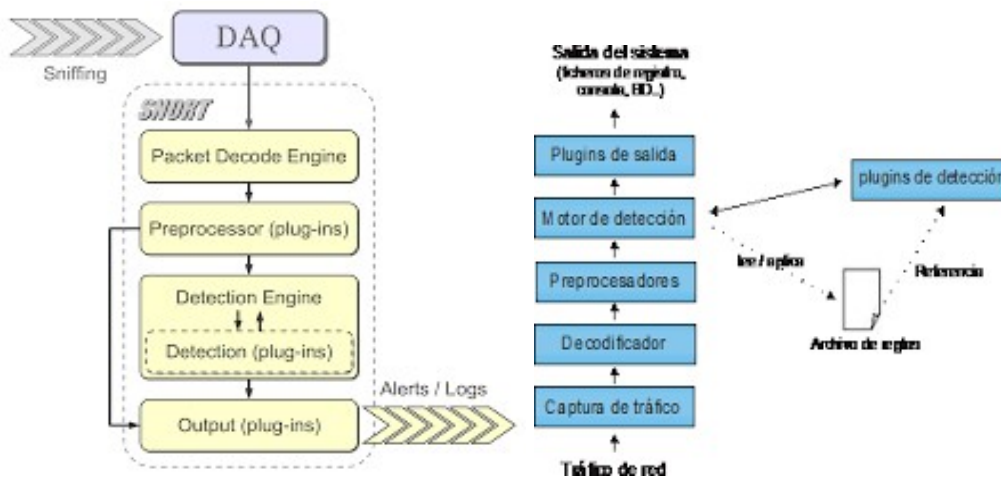 DAQ
Sniffing
SNORT
Packet Decode Engine
Preprocessor (plug-ins)
Detection Engine
Detection (plug-ins)
Output (plug-ins)
Alerts / Logs
Salida del sistema
(ficheros de registro,
consola, BD...)
Plugins de salida
Motor de detección
Preprocesadores
Decodificador
Captura de tráfico
Tráfico de red
plugins de detección
lee / aplica
Referencia
Archivo de reglas